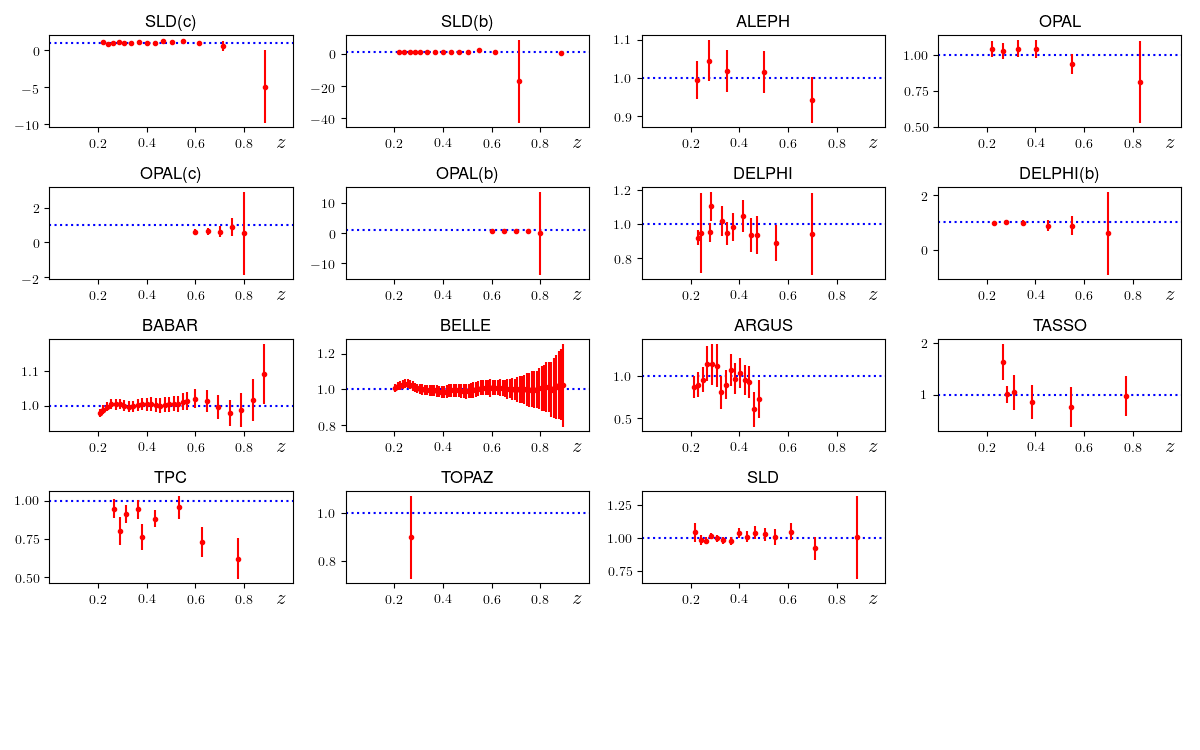 SLD(c) SLD(b) ALEPH OPAL
0 −5 −10 0.2 0.4 0.6 0.8 z
0 −20 −40 0.2 0.4 0.6 0.8 z
1.1 1.0 0.9 0.2 0.4 0.6 0.8 z
1.00 0.75 0.50 0.2 0.4 0.6 0.8 z
OPAL(c) OPAL(b) DELPHI DELPHI(b)
2 0 −2 0.2 0.4 0.6 0.8 z
10 0 −10 0.2 0.4 0.6 0.8 z
1.2 1.0 0.8 0.2 0.4 0.6 0.8 z
2 0 0.2 0.4 0.6 0.8 z
BABAR BELLE ARGUS TASSO
1.1 1.0 0.2 0.4 0.6 0.8 z
1.2 1.0 0.8 0.2 0.4 0.6 0.8 z
1.0 0.5 0.2 0.4 0.6 0.8 z
2 1 0.2 0.4 0.6 0.8 z
TPC TOPAZ SLD
1.00 0.75 0.50 0.2 0.4 0.6 0.8 z
1.0 0.8 0.2 0.4 0.6 0.8 z
1.25 1.00 0.75 0.2 0.4 0.6 0.8 z